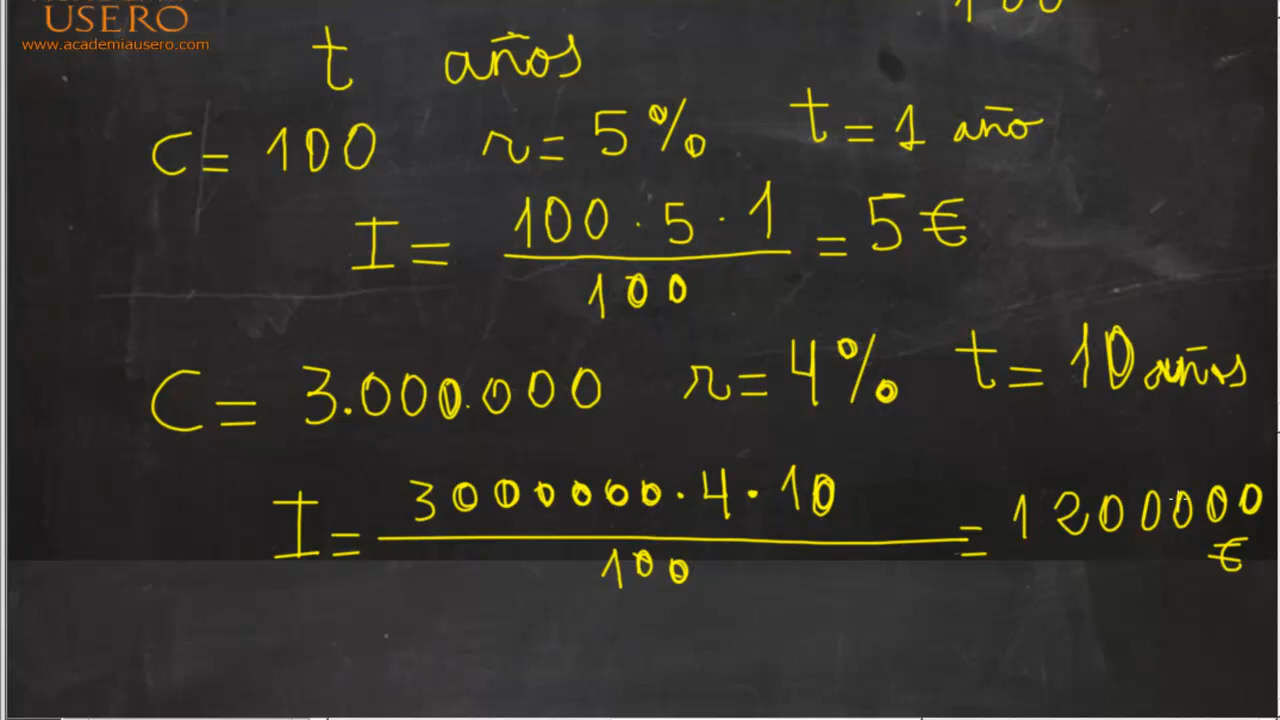 USERO
www.academiausero.com
100
t años
C = 100 r = 5% t = 1 año
I = 100 · 5 · 1 / 100 = 5 €
C = 3.000.000 r = 4% t = 10 años
I = 3000000 · 4 · 10 / 100 = 1200000 €